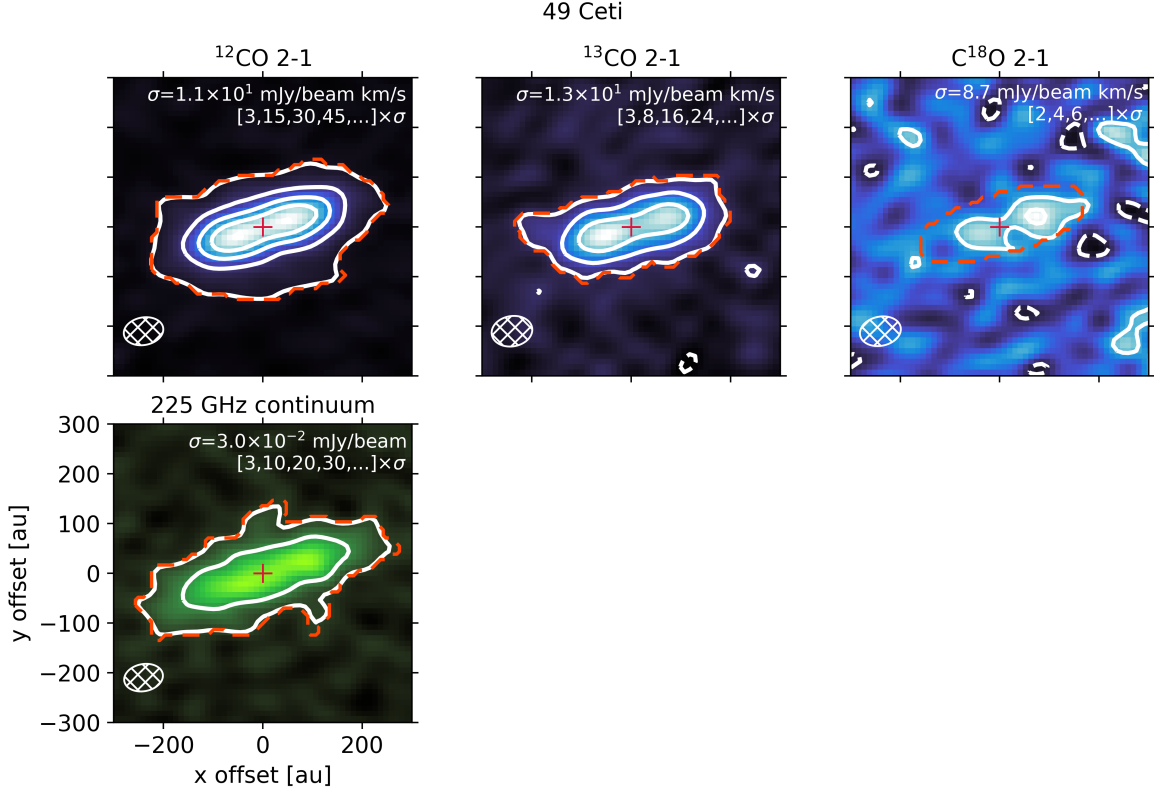 49 Ceti
¹²CO 2-1
σ=1.1×10¹ mJy/beam km/s
[3,15,30,45,...]×σ
¹³CO 2-1
σ=1.3×10¹ mJy/beam km/s
[3,8,16,24,...]×σ
C¹⁸O 2-1
σ=8.7 mJy/beam km/s
[2,4,6,...]×σ
225 GHz continuum
σ=3.0×10⁻² mJy/beam
[3,10,20,30,...]×σ
300
200
100
0
−100
−200
−300
y offset [au]
−200 0 200
x offset [au]